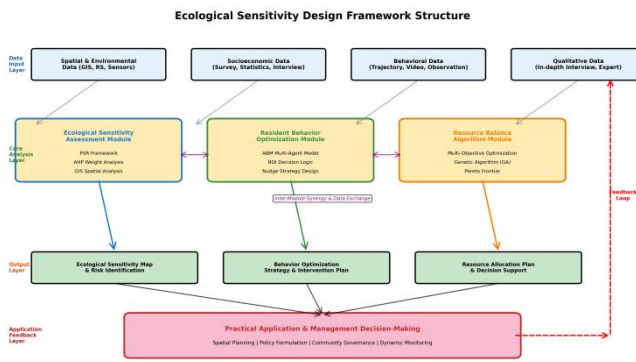 Ecological Sensitivity Design Framework Structure
Data
Input
Layer
Spatial & Environmental
Data (GIS, RS, Sensors)
Socioeconomic Data
(Survey, Statistics, Interview)
Behavioral Data
(Trajectory, Video, Observation)
Qualitative Data
(In-depth Interview, Expert)
Core
Analysis
Layer
Ecological Sensitivity
Assessment Module
PSR Framework
AHP Weight Analysis
GIS Spatial Analysis
Resident Behavior
Optimization Module
ABM Multi-Agent Model
BDI Decision Logic
Nudge Strategy Design
Resource Balance
Algorithm Module
Multi-Objective Optimization
Genetic Algorithm (GA)
Pareto Frontier
Feedback
Loop
Inter-Module Synergy & Data Exchange
Output
Layer
Ecological Sensitivity Map
& Risk Identification
Behavior Optimization
Strategy & Intervention Plan
Resource Allocation Plan
& Decision Support
Application
Feedback
Layer
Practical Application & Management Decision-Making
Spatial Planning | Policy Formulation | Community Governance | Dynamic Monitoring